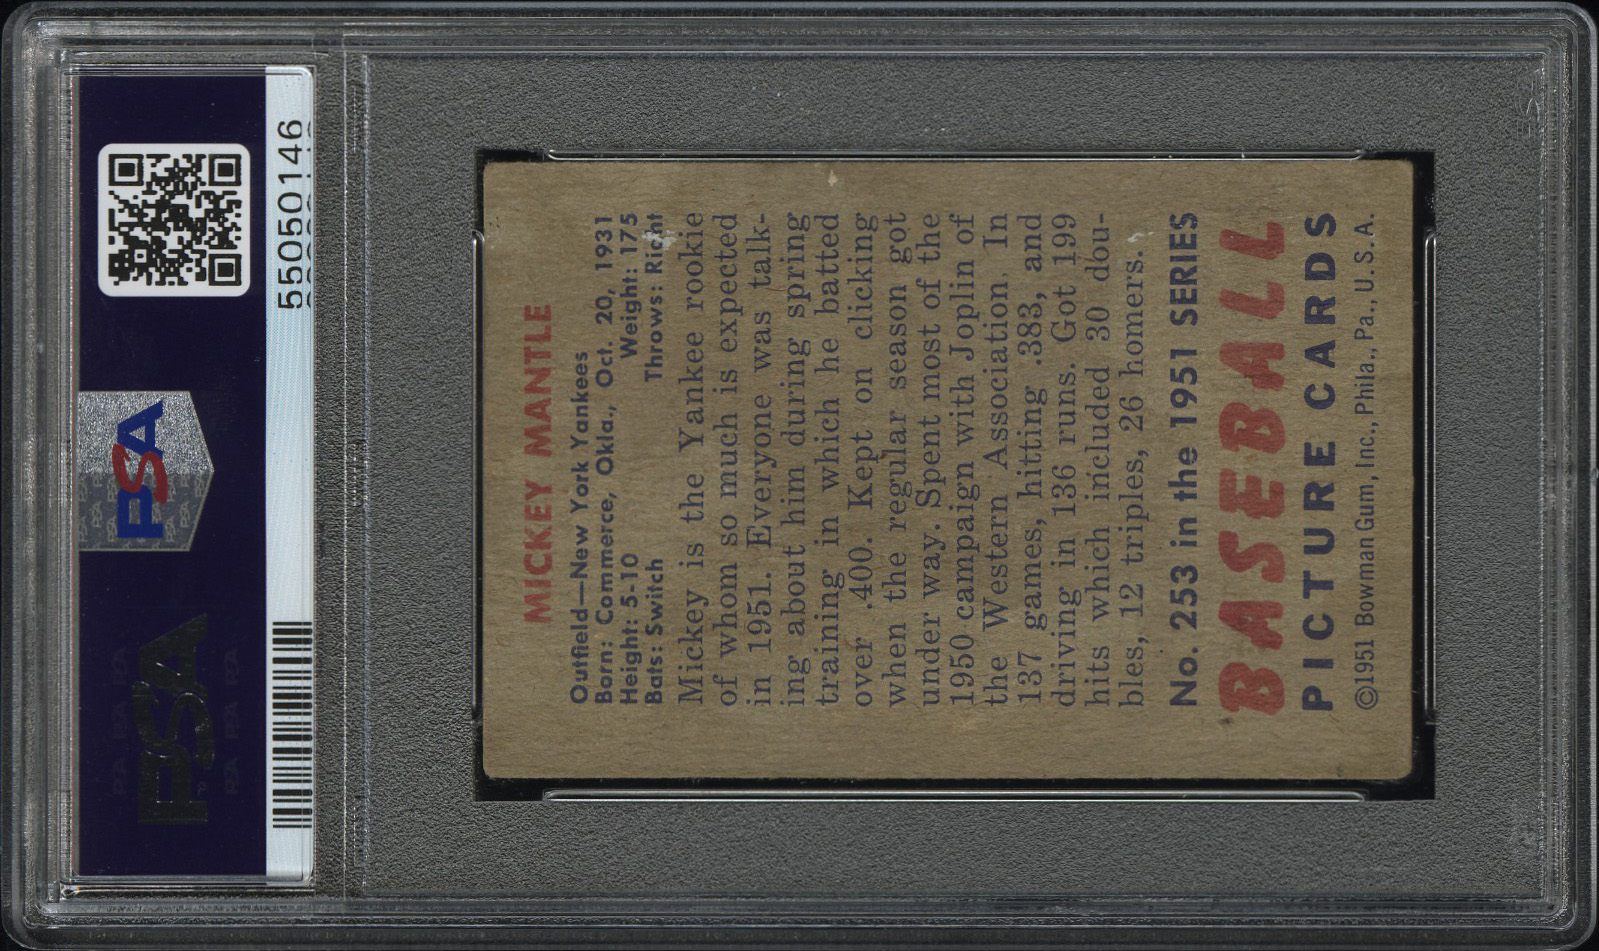 55050146
PSA
PSA
MICKEY MANTLE
Outfield—New York Yankees
Born: Commerce, Okla., Oct. 20, 1931
Height: 5-10 Weight: 175
Bats: Switch Throws: Right
Mickey is the Yankee rookie
of whom so much is expected
in 1951. Everyone was talk-
ing about him during spring
training in which he batted
over .400. Kept on clicking
when the regular season got
under way. Spent most of the
1950 campaign with Joplin of
the Western Association. In
137 games, hitting .383, and
driving in 136 runs. Got 199
hits which included 30 dou-
bles, 12 triples, 26 homers.
No. 253 in the 1951 SERIES
BASEBALL
PICTURE CARDS
©1951 Bowman Gum, Inc., Phila., Pa., U.S.A.